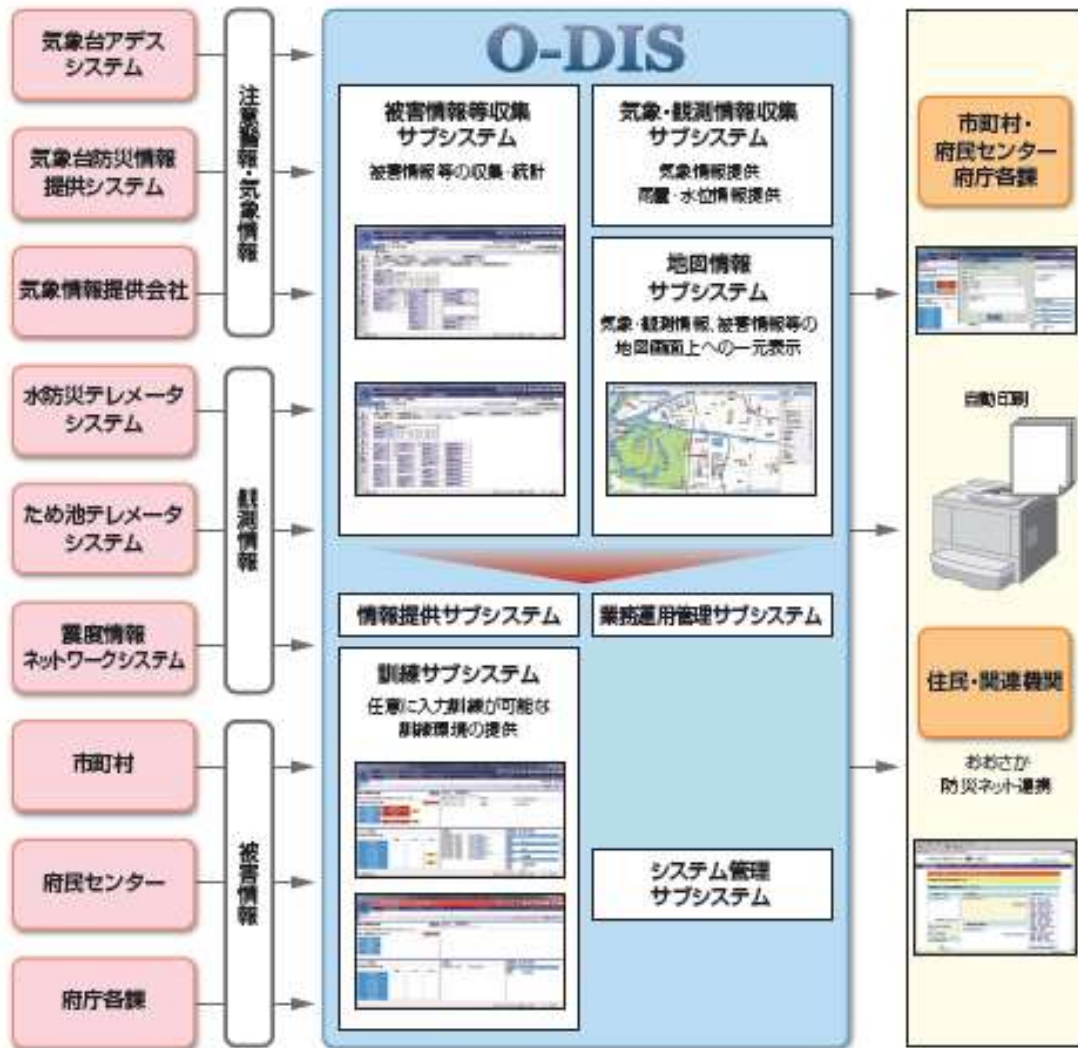 気象台アデス
システム
気象台防災情報
提供システム
気象情報提供会社
水防災テレメータ
システム
ため池テレメータ
システム
震度情報
ネットワークシステム
市町村
府民センター
府庁各課
注意警報・気象情報
観測情報
被害情報
O-DIS
被害情報等収集
サブシステム
被害情報等の収集・統計
気象・観測情報収集
サブシステム
気象情報提供
雨量・水位情報提供
地図情報
サブシステム
気象・観測情報、被害情報等の
地図画面上への一元表示
情報提供サブシステム
業務運用管理サブシステム
訓練サブシステム
任意に入力訓練が可能な
訓練環境の提供
システム管理
サブシステム
市町村・
府民センター
府庁各課
自動印刷
住民・関連機関
おおさか
防災ネット連携